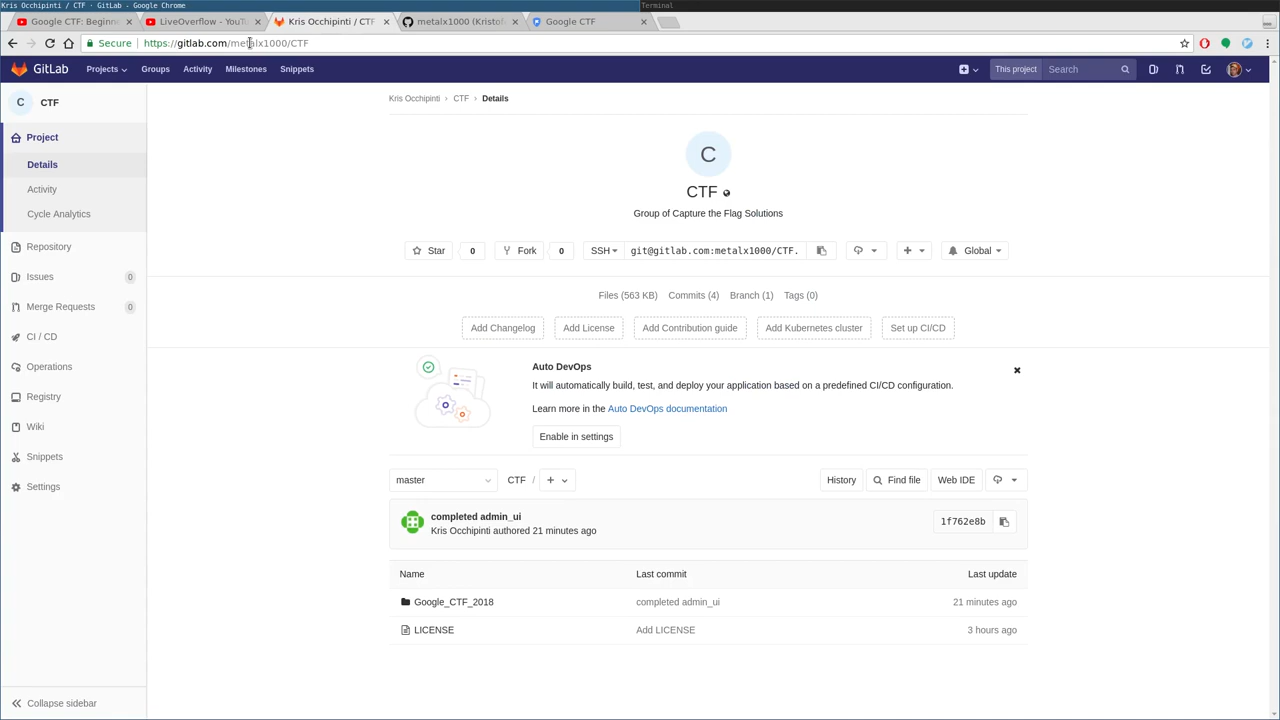 Kris Occhipinti / CTF · GitLab - Google Chrome
Terminal
Google CTF: Beginne
LiveOverflow - YouTu
Kris Occhipinti / CTF
metalx1000 (Kristof
Google CTF
Secure
https://gitlab.com/metalx1000/CTF
GitLab
Projects
Groups
Activity
Milestones
Snippets
This project
Search
C
CTF
Project
Details
Activity
Cycle Analytics
Repository
Issues
0
Merge Requests
0
CI / CD
Operations
Registry
Wiki
Snippets
Settings
Collapse sidebar
Kris Occhipinti › CTF › Details
C
CTF
Group of Capture the Flag Solutions
Star
0
Fork
0
SSH
git@gitlab.com:metalx1000/CTF.
Global
Files (563 KB)
Commits (4)
Branch (1)
Tags (0)
Add Changelog
Add License
Add Contribution guide
Add Kubernetes cluster
Set up CI/CD
Auto DevOps
It will automatically build, test, and deploy your application based on a predefined CI/CD configuration.
Learn more in the Auto DevOps documentation
Enable in settings
master
CTF /
History
Find file
Web IDE
completed admin_ui
Kris Occhipinti authored 21 minutes ago
1f762e8b
Name
Last commit
Last update
Google_CTF_2018
completed admin_ui
21 minutes ago
LICENSE
Add LICENSE
3 hours ago